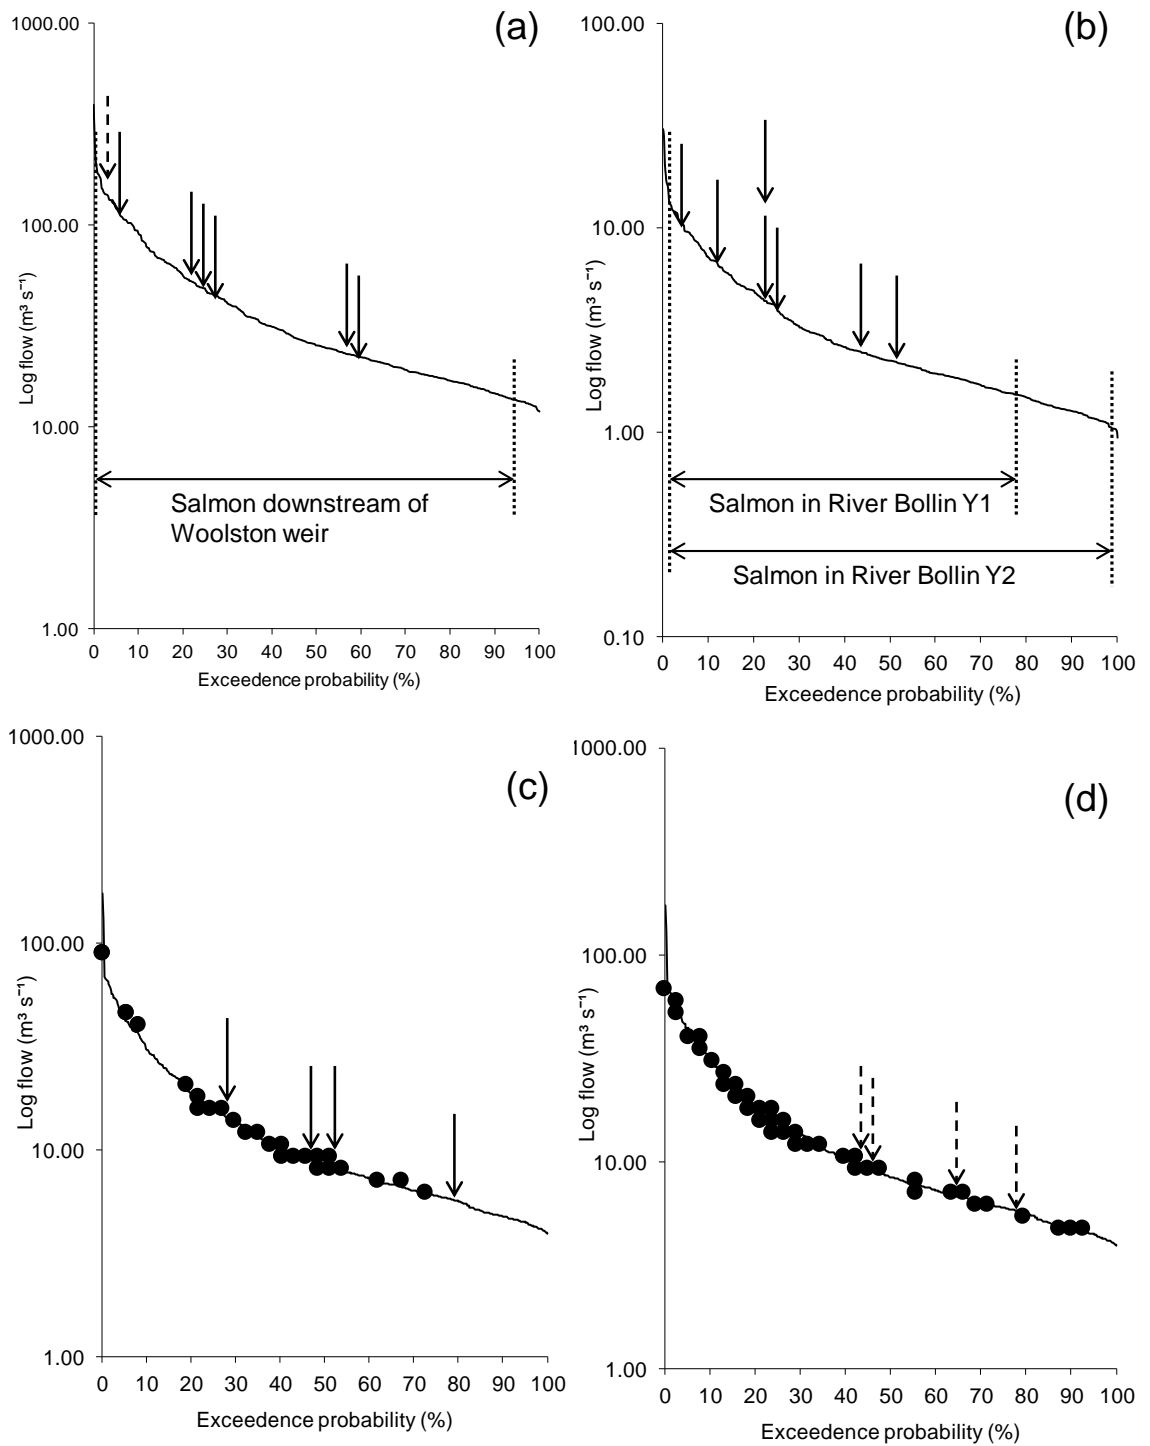 (a)
1000.00
100.00
10.00
1.00
Log flow (m³ s⁻¹)
Salmon downstream of
Woolston weir
0 10 20 30 40 50 60 70 80 90 100
Exceedence probability (%)
(b)
100.00
10.00
1.00
0.10
Log flow (m³ s⁻¹)
Salmon in River Bollin Y1
Salmon in River Bollin Y2
0 10 20 30 40 50 60 70 80 90 100
Exceedence probability (%)
(c)
1000.00
100.00
10.00
1.00
Log flow (m³ s⁻¹)
0 10 20 30 40 50 60 70 80 90 100
Exceedence probability (%)
(d)
1000.00
100.00
10.00
1.00
Log flow (m³ s⁻¹)
0 10 20 30 40 50 60 70 80 90 100
Exceedence probability (%)